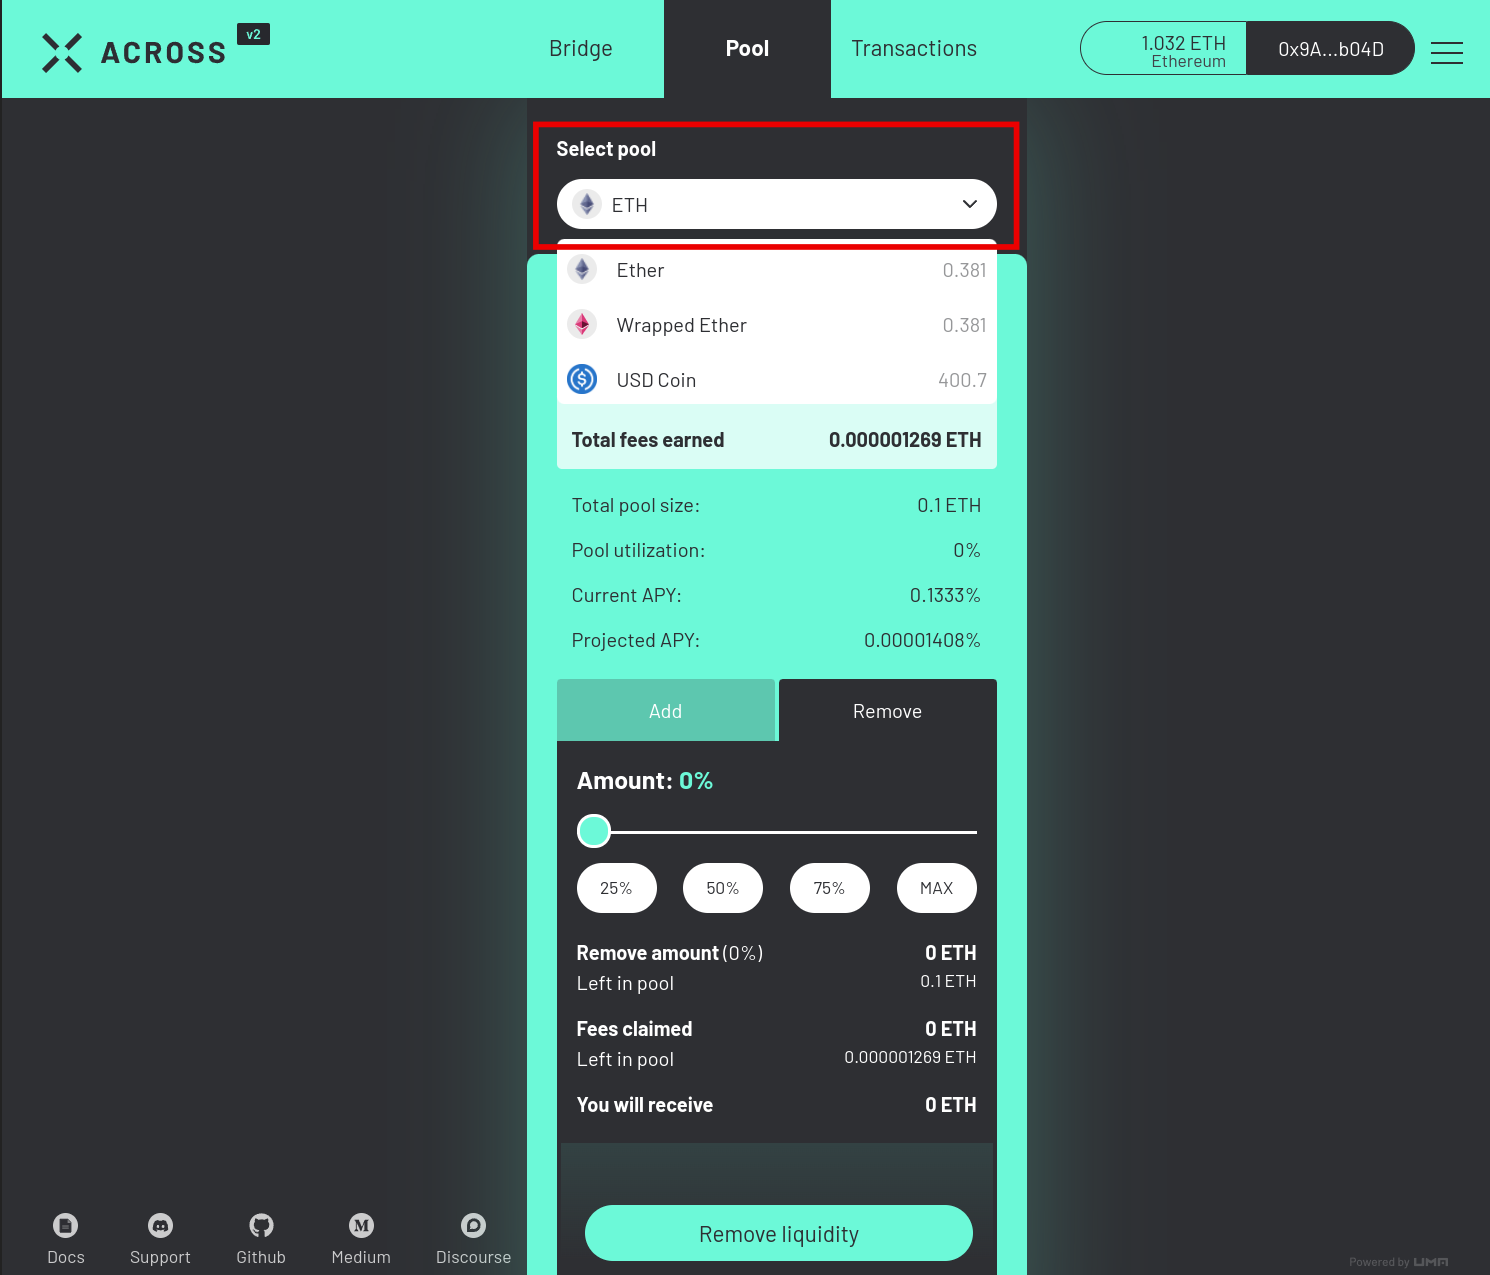 ACROSS v2
Bridge
Pool
Transactions
1.032 ETH
Ethereum
0x9A...b04D
Select pool
ETH
Ether 0.381
Wrapped Ether 0.381
USD Coin 400.7
Total fees earned 0.000001269 ETH
Total pool size: 0.1 ETH
Pool utilization: 0%
Current APY: 0.1333%
Projected APY: 0.00001408%
Add Remove
Amount: 0%
25% 50% 75% MAX
Remove amount (0%) 0 ETH
Left in pool 0.1 ETH
Fees claimed 0 ETH
Left in pool 0.000001269 ETH
You will receive 0 ETH
Remove liquidity
Docs Support Github Medium Discourse
Powered by UMA